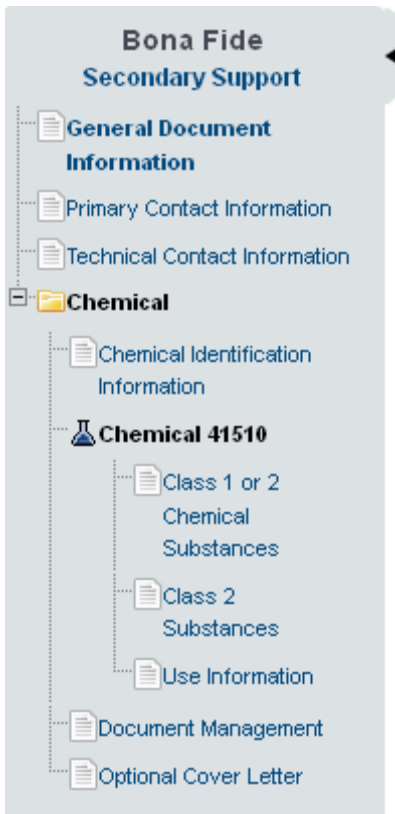 Bona Fide
Secondary Support
General Document
Information
Primary Contact Information
Technical Contact Information
Chemical
Chemical Identification
Information
Chemical 41510
Class 1 or 2
Chemical
Substances
Class 2
Substances
Use Information
Document Management
Optional Cover Letter